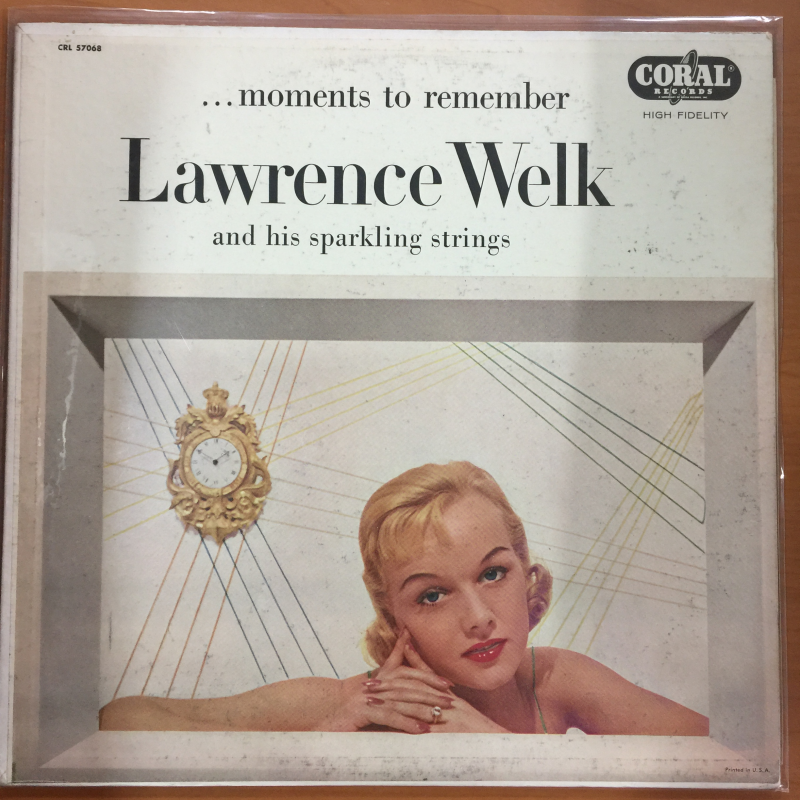 CRL 57068
CORAL®
RECORDS
HIGH FIDELITY
...moments to remember
Lawrence Welk
and his sparkling strings
Printed in U.S.A.